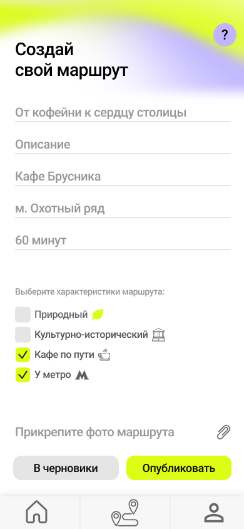 ?
Создай
свой маршрут
От кофейни к сердцу столицы
Описание
Кафе Брусника
м. Охотный ряд
60 минут
Выберите характеристики маршрута:
Природный
Культурно-исторический
Кафе по пути
У метро
Прикрепите фото маршрута
В черновики
Опубликовать